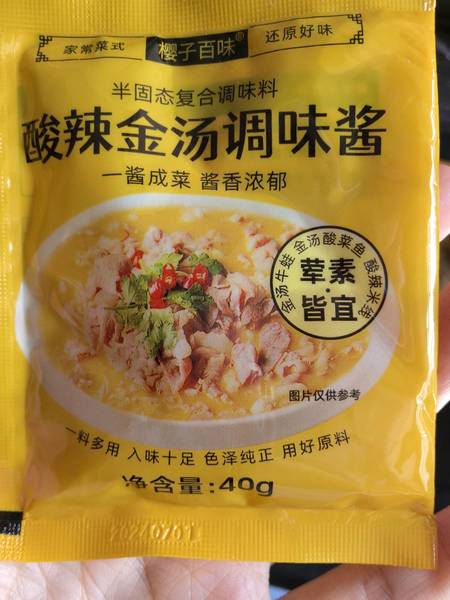 家常菜式 樱子百味® 还原好味
半固态复合调味料
酸辣金汤调味酱
一酱成菜 酱香浓郁
金汤牛蛙 金汤酸菜鱼 酸辣米线
荤素
·
皆宜
图片仅供参考
一料多用 入味十足 色泽纯正 用好原料
净含量:40g
20240701